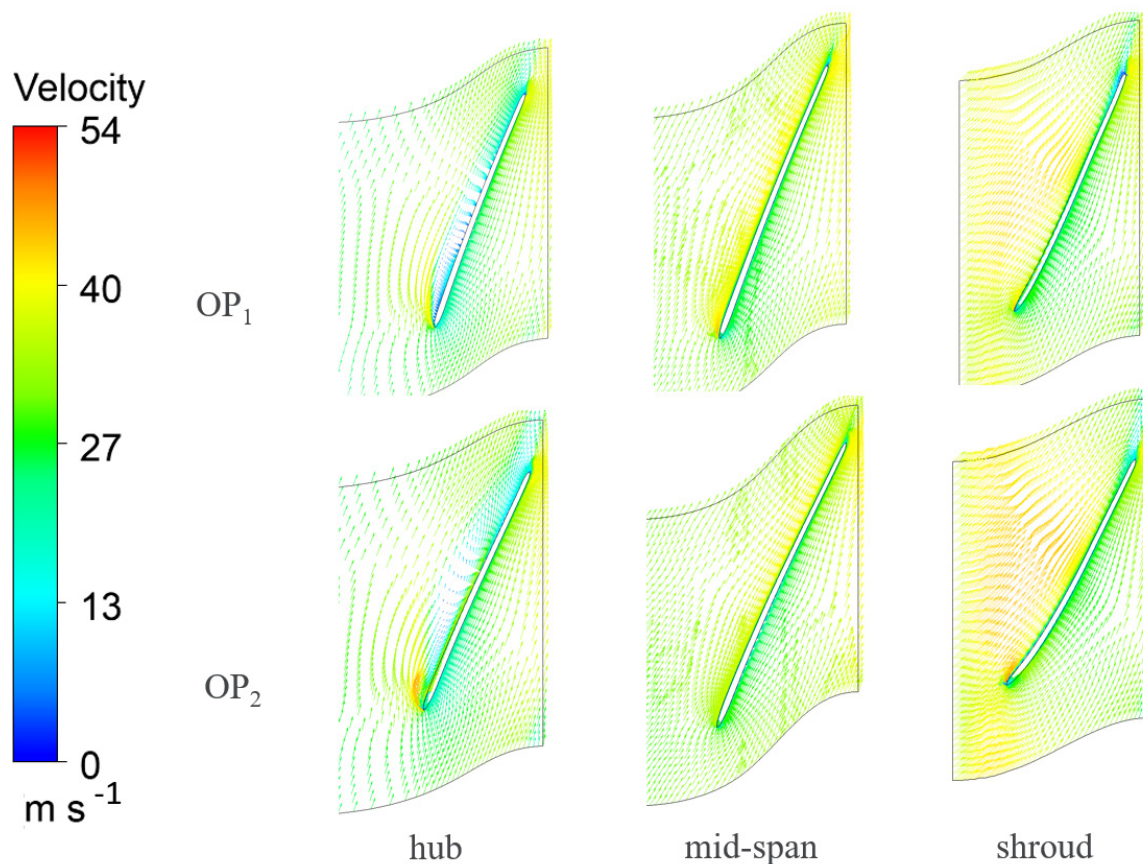 Velocity
54
40
27
13
0
m s⁻¹
OP₁
OP₂
hub
mid-span
shroud